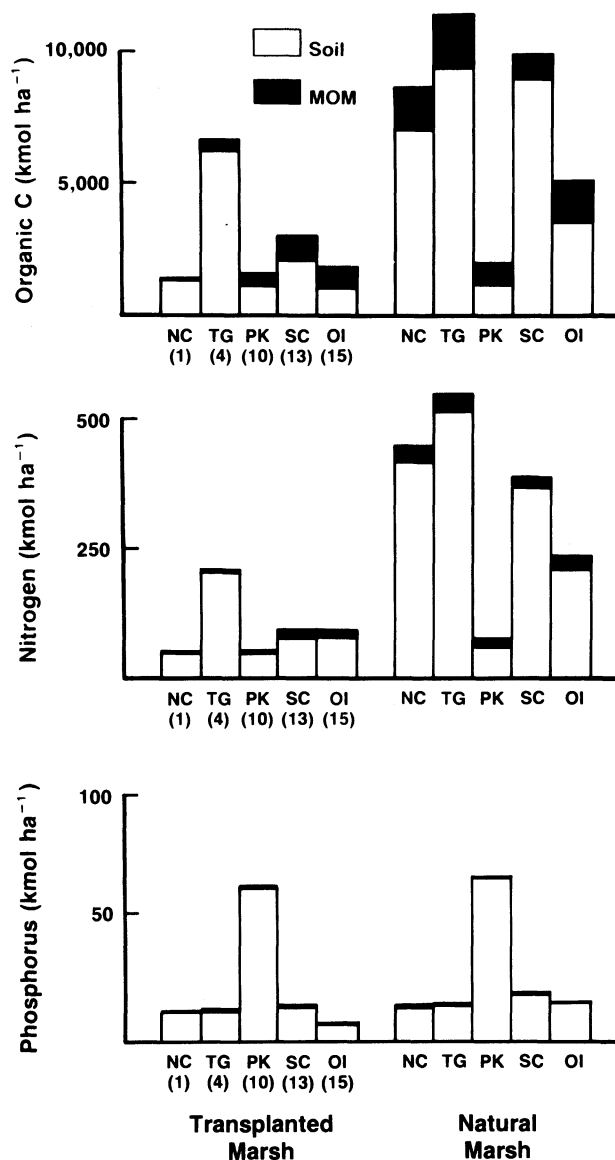 Organic C (kmol ha⁻¹)
10,000
5,000
Soil
MOM
NC TG PK SC OI NC TG PK SC OI
(1) (4) (10) (13) (15)
Nitrogen (kmol ha⁻¹)
500
250
NC TG PK SC OI NC TG PK SC OI
(1) (4) (10) (13) (15)
Phosphorus (kmol ha⁻¹)
100
50
NC TG PK SC OI NC TG PK SC OI
(1) (4) (10) (13) (15)
Transplanted Natural
Marsh Marsh